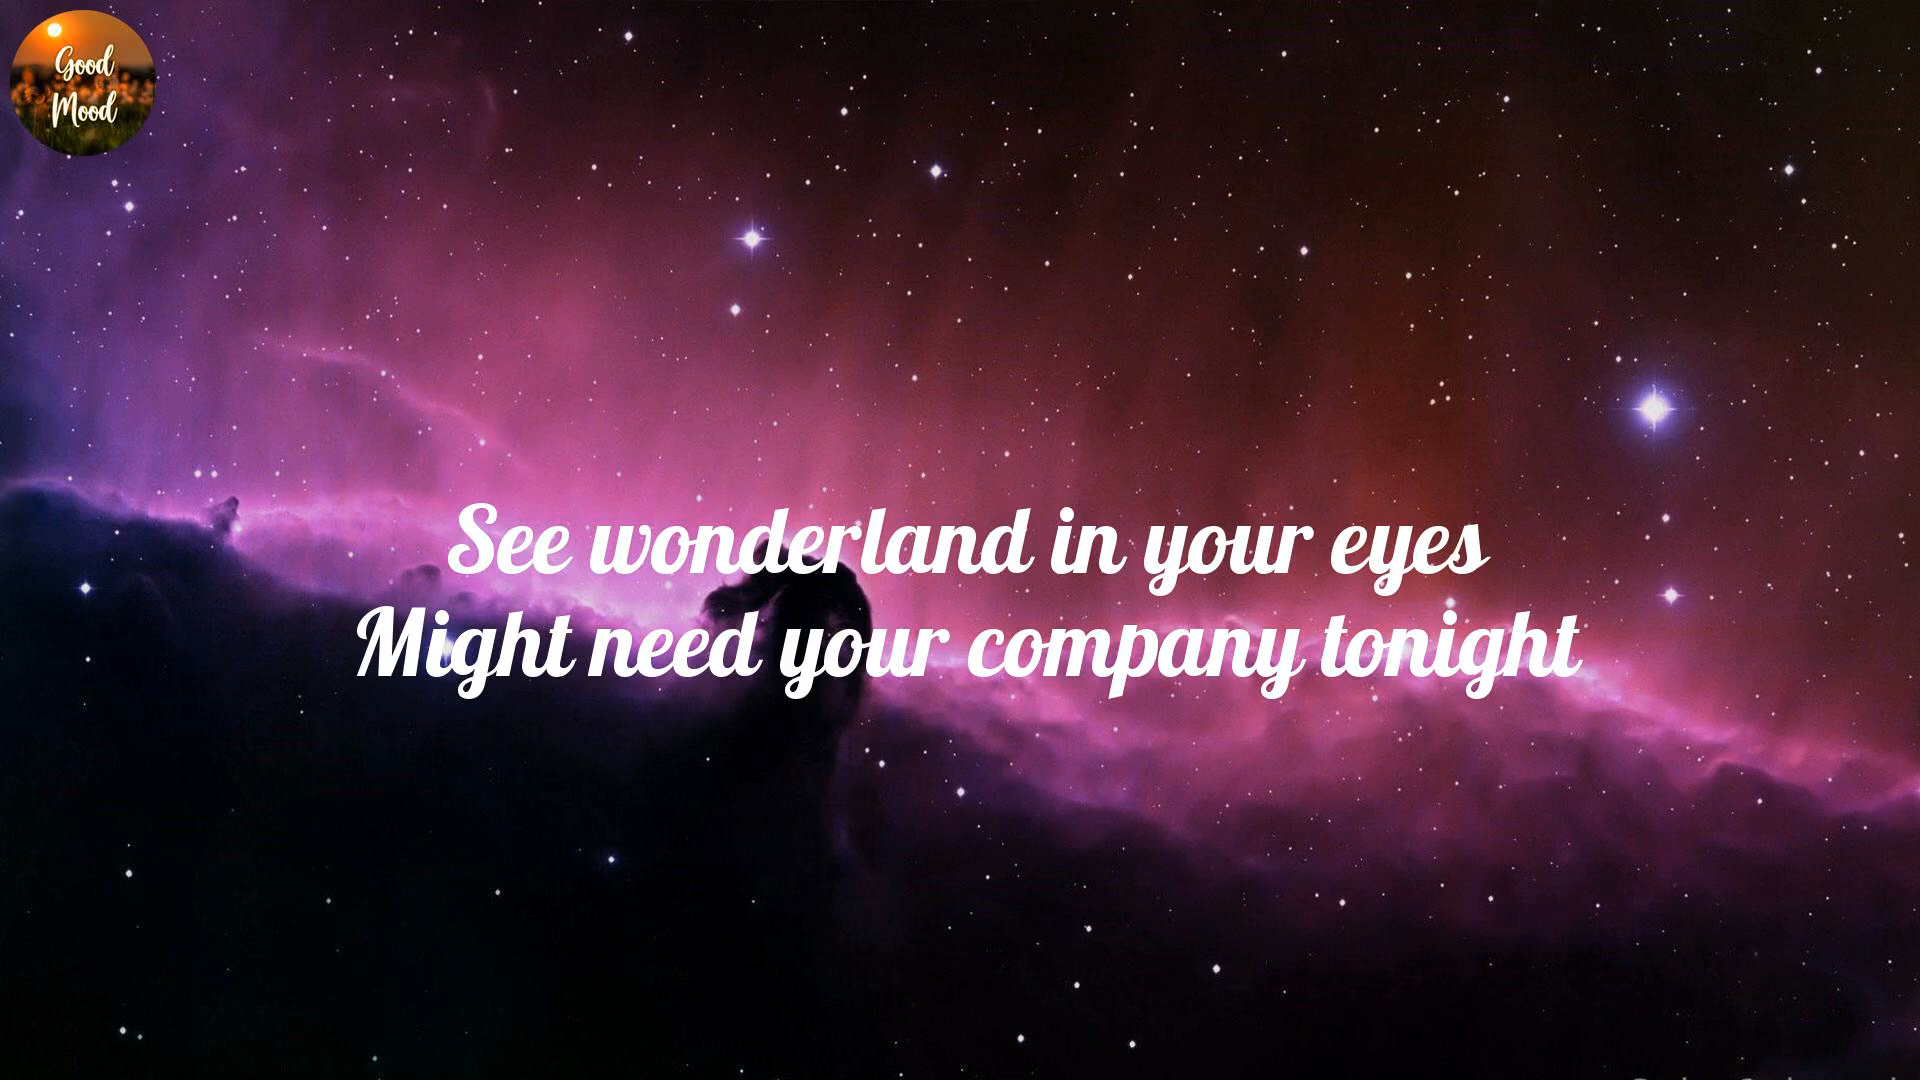 Good
Mood
See wonderland in your eyes
Might need your company tonight